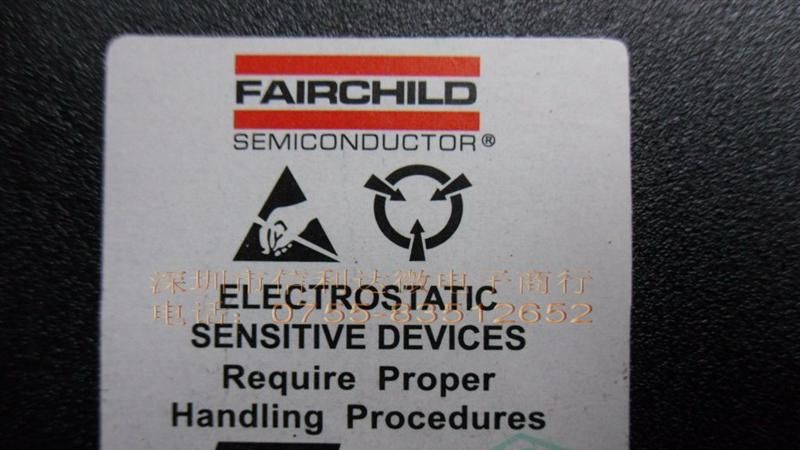 FAIRCHILD
SEMICONDUCTOR®
深圳市信利达微电子商行
ELECTROSTATIC
电话：0755-83512652
SENSITIVE DEVICES
Require Proper
Handling Procedures